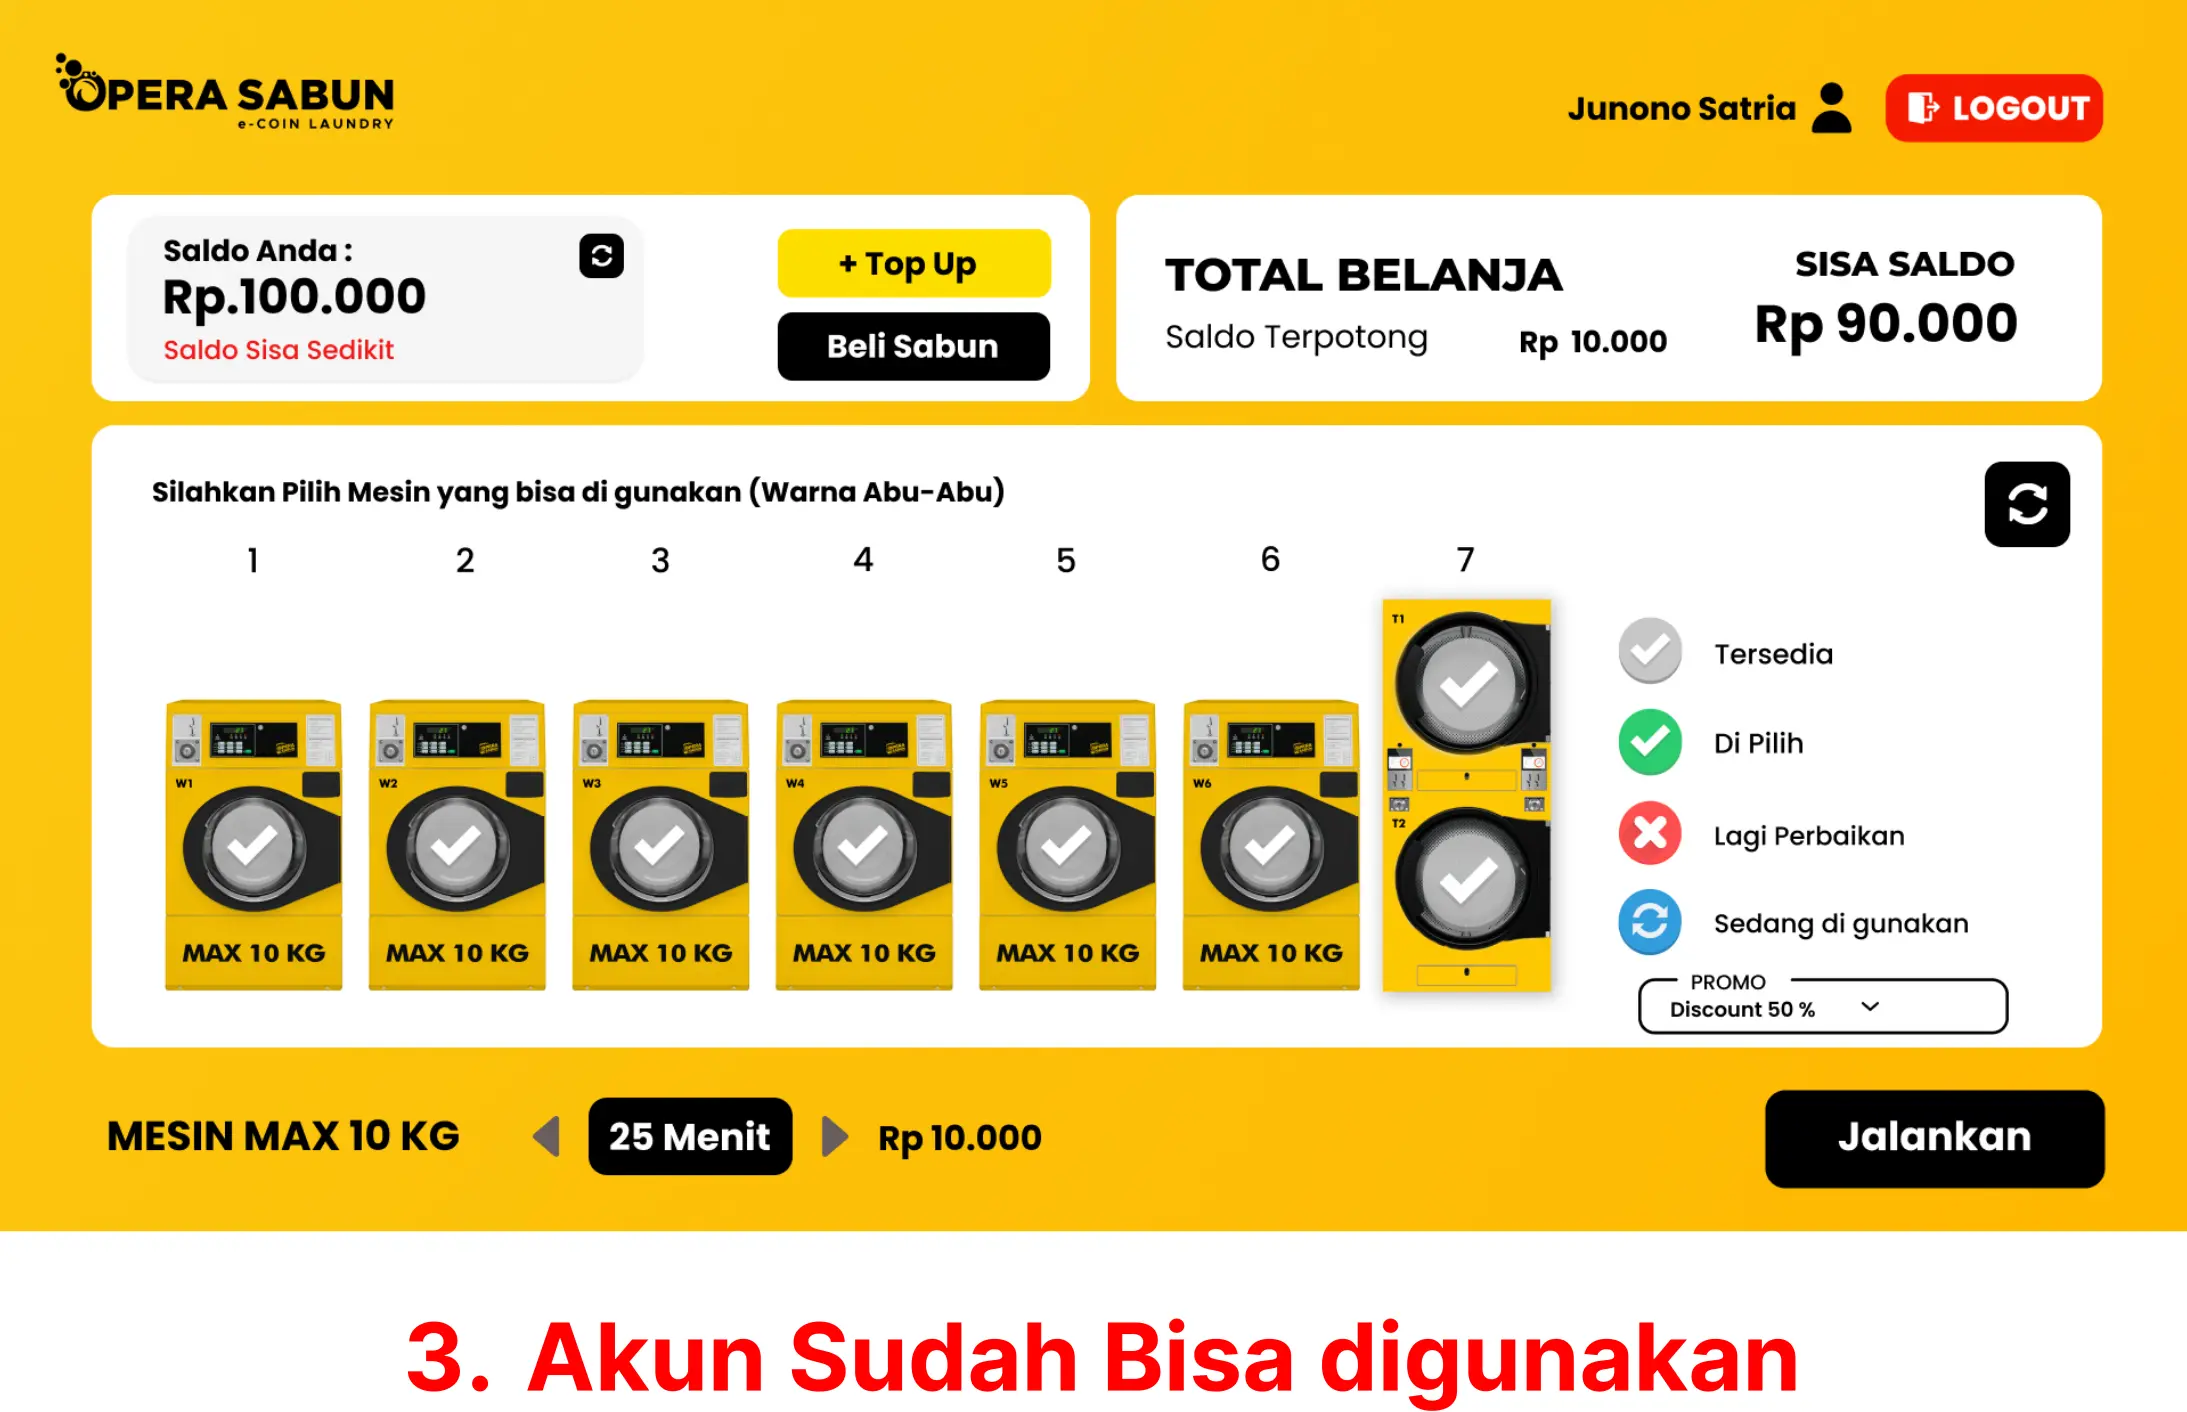 OPERA SABUN
e-COIN LAUNDRY
Junono Satria
LOGOUT
Saldo Anda :
Rp.100.000
Saldo Sisa Sedikit
+ Top Up
Beli Sabun
TOTAL BELANJA
Saldo Terpotong
Rp 10.000
SISA SALDO
Rp 90.000
Silahkan Pilih Mesin yang bisa di gunakan (Warna Abu-Abu)
1 2 3 4 5 6 7
T1
W1 W2 W3 W4 W5 W6
T2
MAX 10 KG MAX 10 KG MAX 10 KG MAX 10 KG MAX 10 KG MAX 10 KG
Tersedia
Di Pilih
Lagi Perbaikan
Sedang di gunakan
PROMO
Discount 50 %
MESIN MAX 10 KG
25 Menit
Rp 10.000
Jalankan
3. Akun Sudah Bisa digunakan